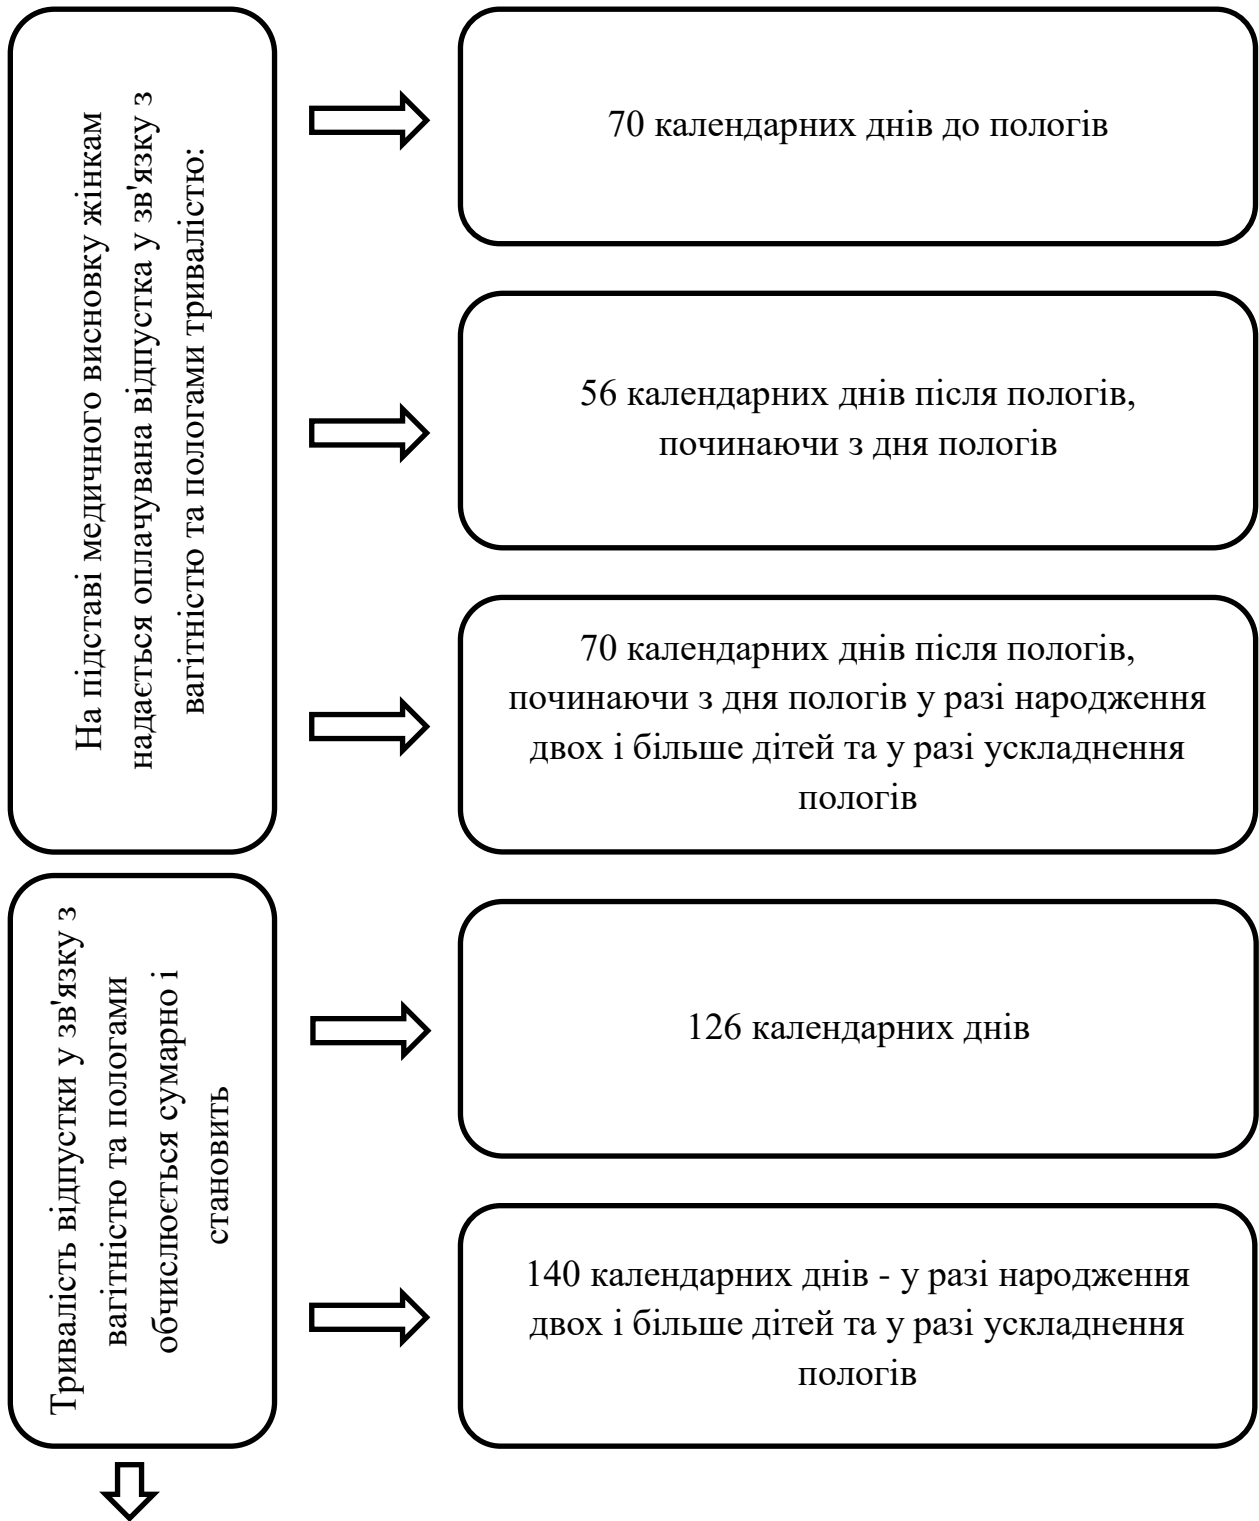 На підставі медичного висновку жінкам
надається оплачувана відпустка у зв'язку з
вагітністю та пологами тривалістю:
70 календарних днів до пологів
56 календарних днів після пологів,
починаючи з дня пологів
70 календарних днів після пологів,
починаючи з дня пологів у разі народження
двох і більше дітей та у разі ускладнення
пологів
Тривалість відпустки у зв'язку з
вагітністю та пологами
обчислюється сумарно і
становить
126 календарних днів
140 календарних днів - у разі народження
двох і більше дітей та у разі ускладнення
пологів